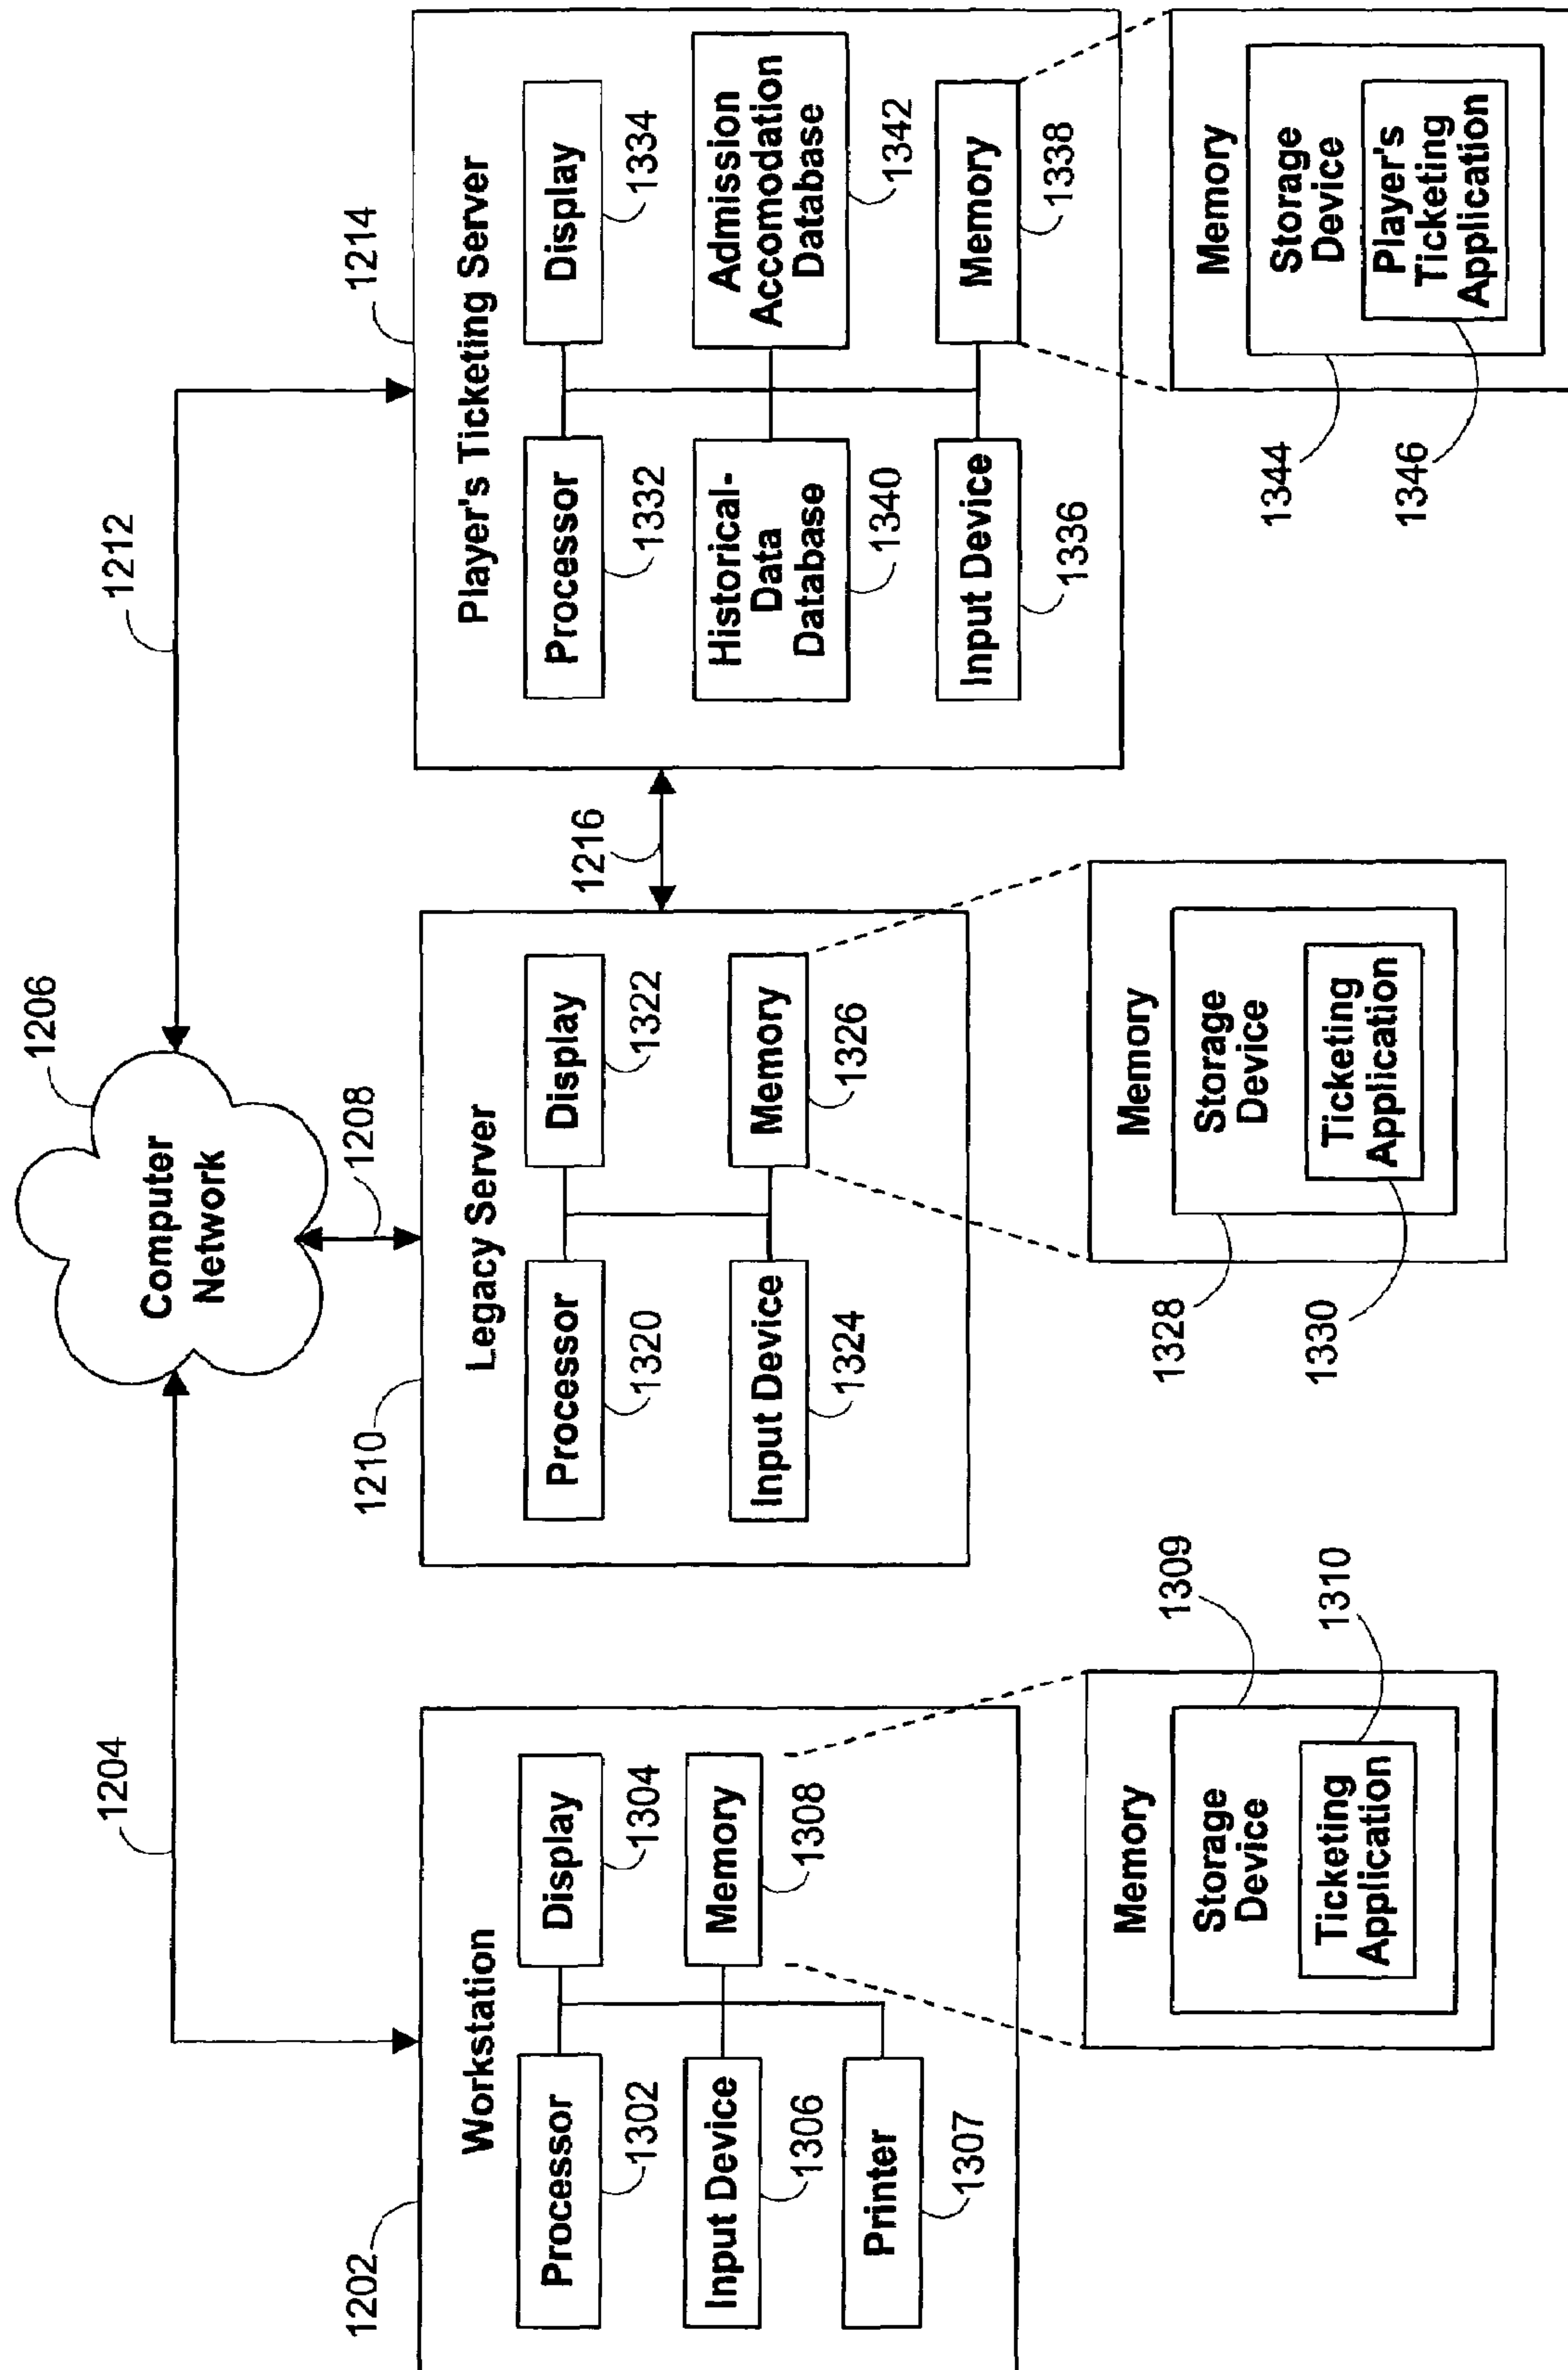 1206
Computer
Network
1204
1208
1212
1202
Workstation
Processor
1302
Display
1304
Input Device
1306
Memory
1308
Printer
1307
Memory
Storage
Device
Ticketing
Application
1309
1310
1210
Legacy Server
Processor
1320
Display
1322
Input Device
1324
Memory
1326
Memory
Storage
Device
Ticketing
Application
1328
1330
1216
1214
Player's Ticketing Server
Processor
1332
Display
1334
Historical-
Data
Database
1340
Admission
Accomodation
Database
1342
Input Device
1336
Memory
1338
Memory
Storage
Device
Player's
Ticketing
Application
1344
1346